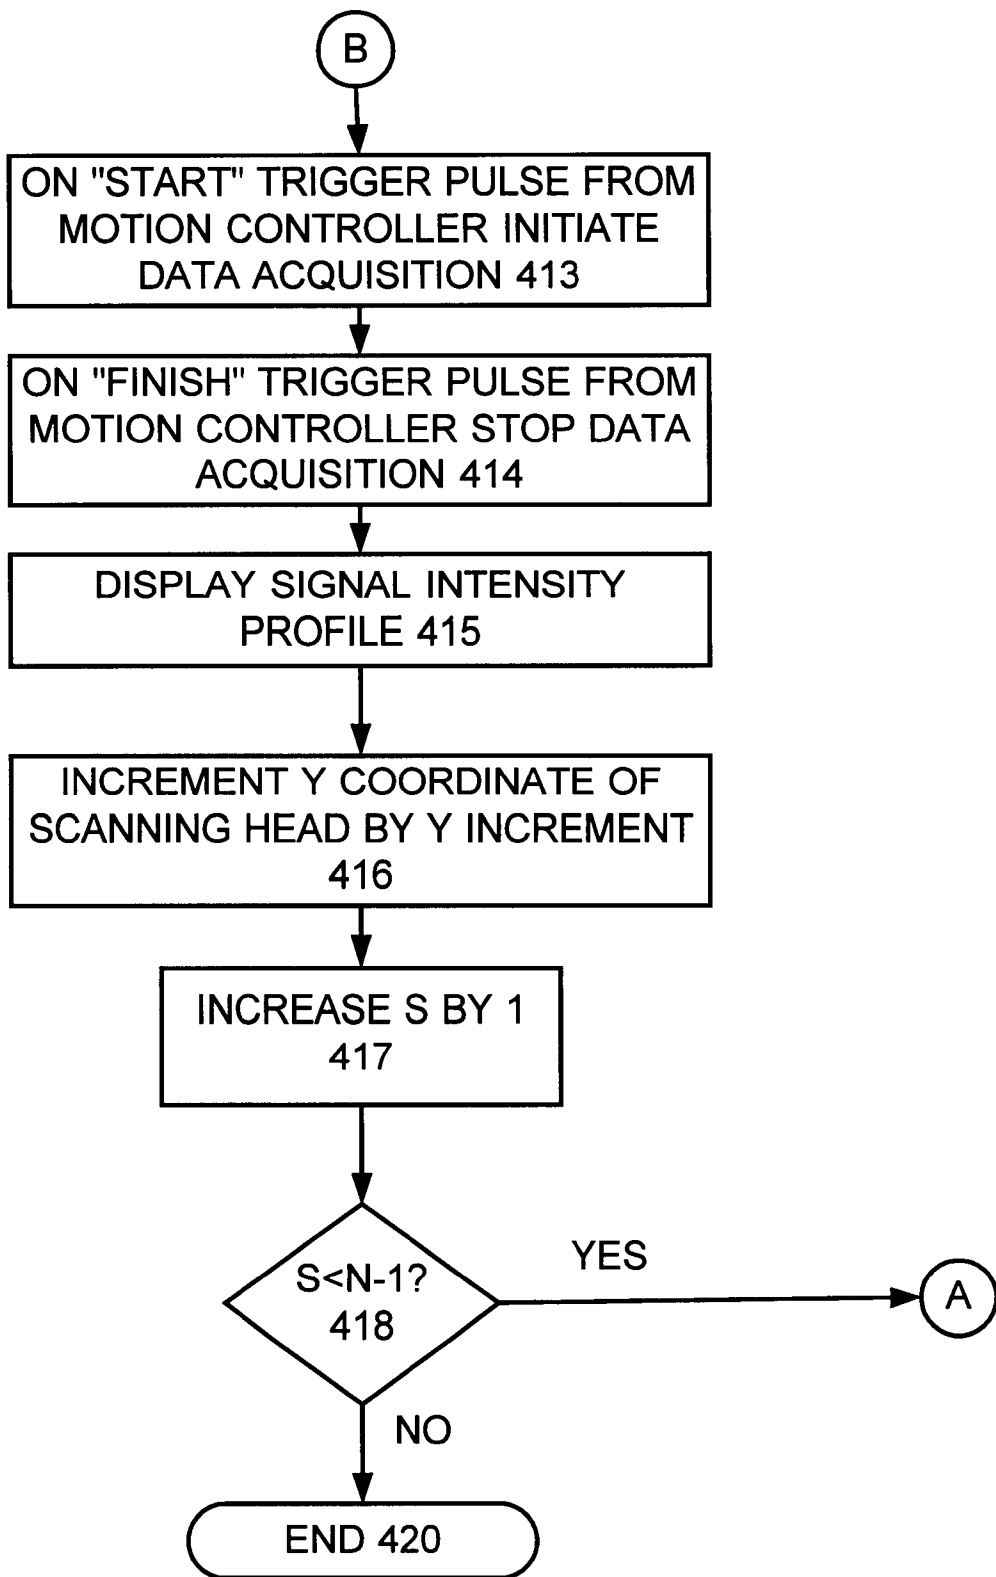 B
ON "START" TRIGGER PULSE FROM
MOTION CONTROLLER INITIATE
DATA ACQUISITION 413
ON "FINISH" TRIGGER PULSE FROM
MOTION CONTROLLER STOP DATA
ACQUISITION 414
DISPLAY SIGNAL INTENSITY
PROFILE 415
INCREMENT Y COORDINATE OF
SCANNING HEAD BY Y INCREMENT
416
INCREASE S BY 1
417
S<N-1?
418
YES
A
NO
END 420